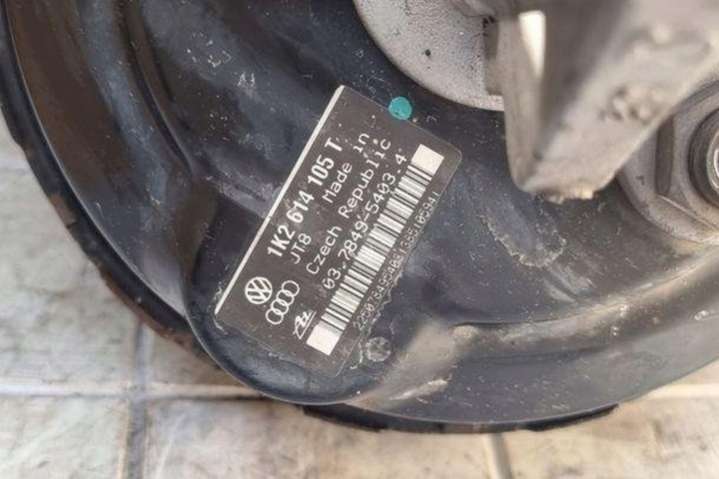 1K2 614 105 T
JT8 Made in
Czech Republic
03.7849-5403.4